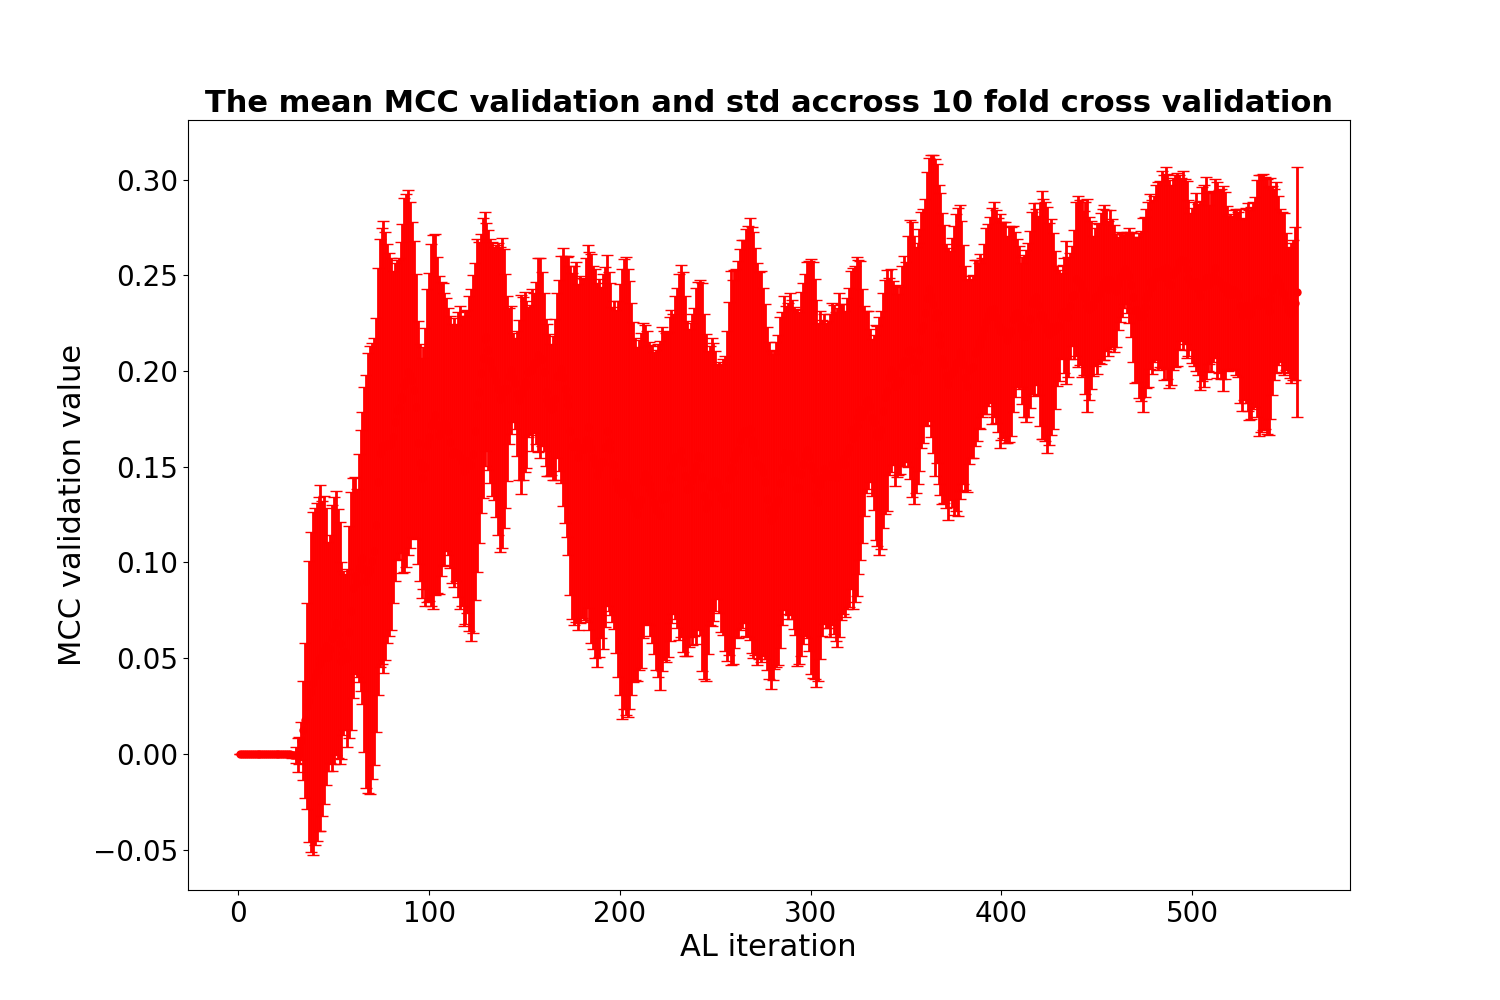 The mean MCC validation and std accross 10 fold cross validation
0.30
0.25
0.20
0.15
0.10
0.05
0.00
−0.05
MCC validation value
0 100 200 300 400 500
AL iteration